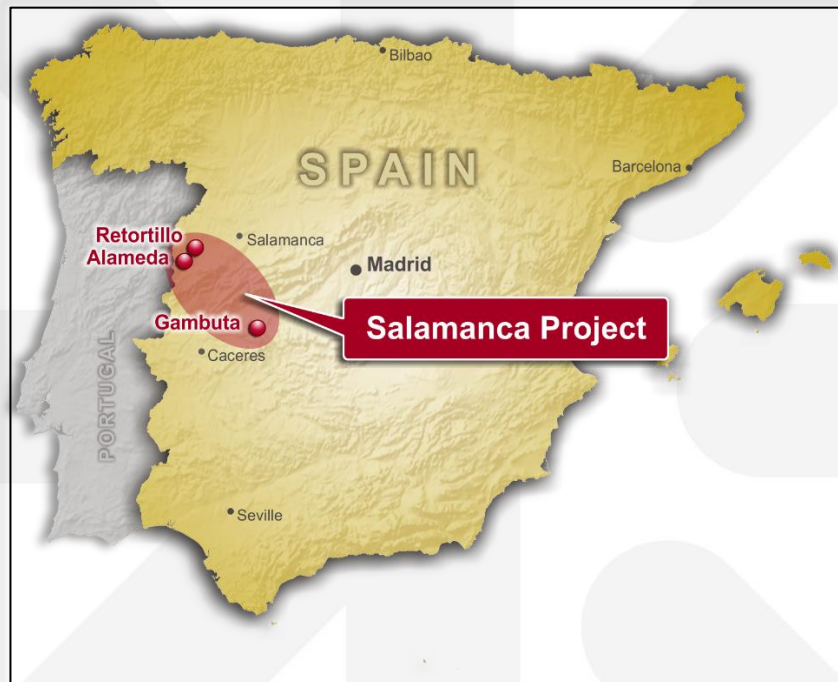 Bilbao
SPAIN
Barcelona
Retortillo
Salamanca
Alameda
Madrid
Gambuta
Salamanca Project
Caceres
PORTUGAL
Seville